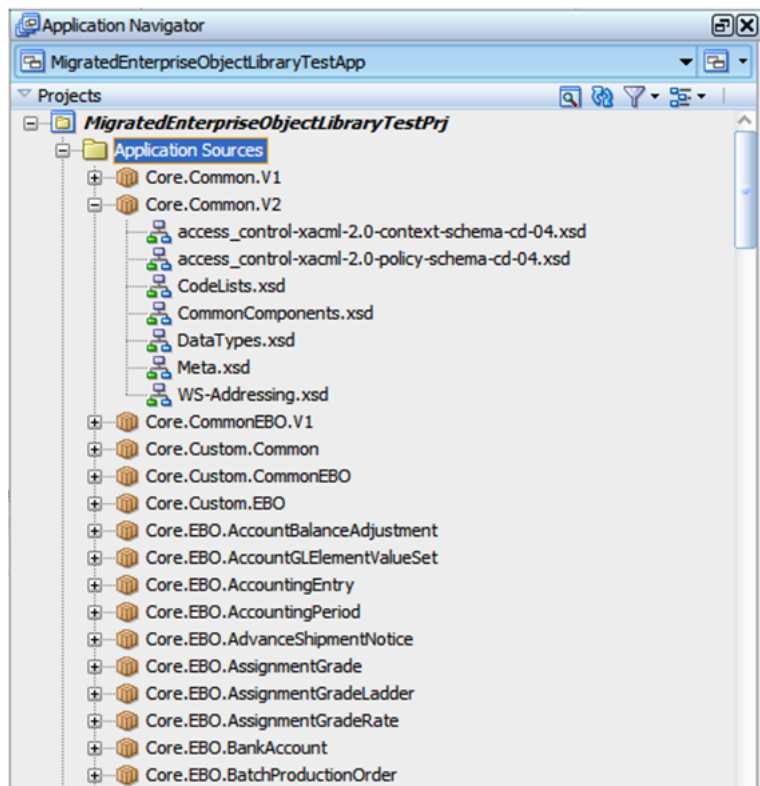 Application Navigator
MigratedEnterpriseObjectLibraryTestApp
Projects
MigratedEnterpriseObjectLibraryTestPrj
Application Sources
Core.Common.V1
Core.Common.V2
access_control-xacml-2.0-context-schema-cd-04.xsd
access_control-xacml-2.0-policy-schema-cd-04.xsd
CodeLists.xsd
CommonComponents.xsd
DataTypes.xsd
Meta.xsd
WS-Addressing.xsd
Core.CommonEBO.V1
Core.Custom.Common
Core.Custom.CommonEBO
Core.Custom.EBO
Core.EBO.AccountBalanceAdjustment
Core.EBO.AccountGLElementValueSet
Core.EBO.AccountingEntry
Core.EBO.AccountingPeriod
Core.EBO.AdvanceShipmentNotice
Core.EBO.AssignmentGrade
Core.EBO.AssignmentGradeLadder
Core.EBO.AssignmentGradeRate
Core.EBO.BankAccount
Core.EBO.BatchProductionOrder